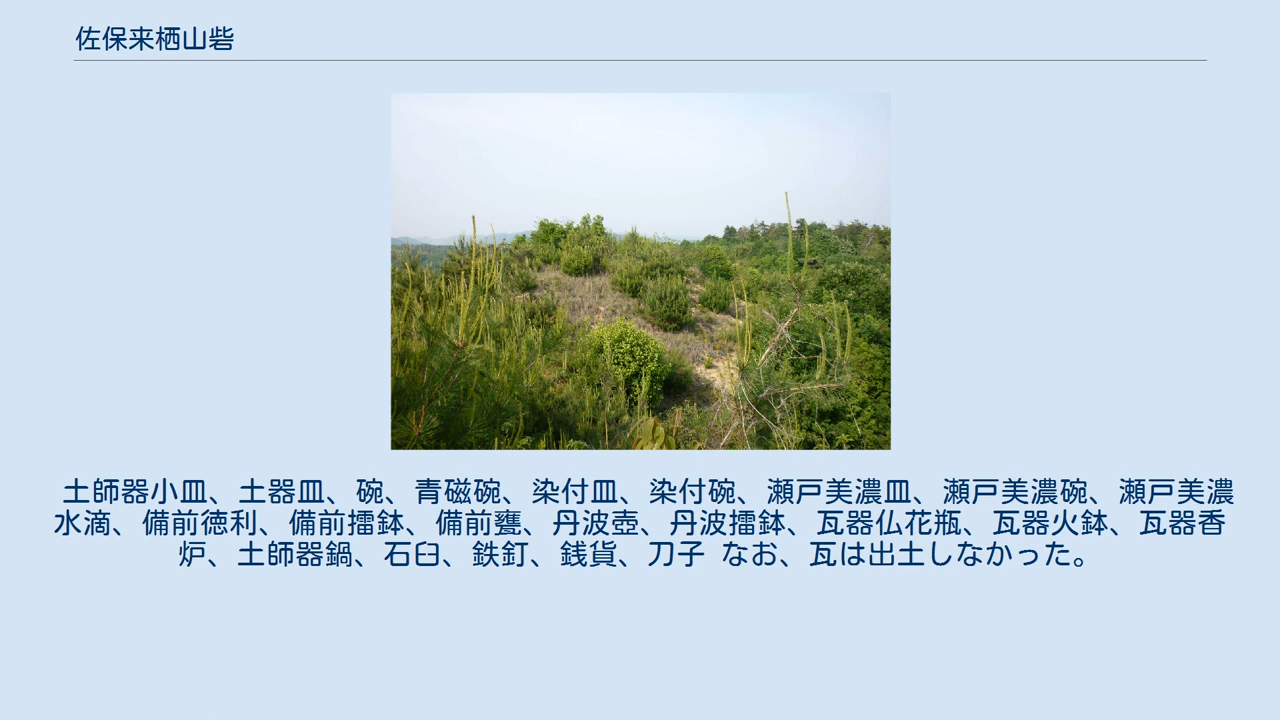 佐保来栖山砦
土師器小皿、土器皿、碗、青磁碗、染付皿、染付碗、瀬戸美濃皿、瀬戸美濃碗、瀬戸美濃
水滴、備前徳利、備前擂鉢、備前甕、丹波壺、丹波擂鉢、瓦器仏花瓶、瓦器火鉢、瓦器香
炉、土師器鍋、石臼、鉄釘、銭貨、刀子 なお、瓦は出土しなかった。